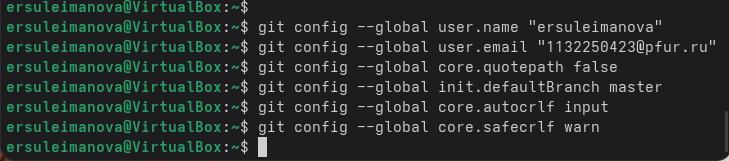 ersuleimanova@VirtualBox:~$
ersuleimanova@VirtualBox:~$ git config --global user.name "ersuleimanova"
ersuleimanova@VirtualBox:~$ git config --global user.email "1132250423@pfur.ru"
ersuleimanova@VirtualBox:~$ git config --global core.quotepath false
ersuleimanova@VirtualBox:~$ git config --global init.defaultBranch master
ersuleimanova@VirtualBox:~$ git config --global core.autocrlf input
ersuleimanova@VirtualBox:~$ git config --global core.safecrlf warn
ersuleimanova@VirtualBox:~$